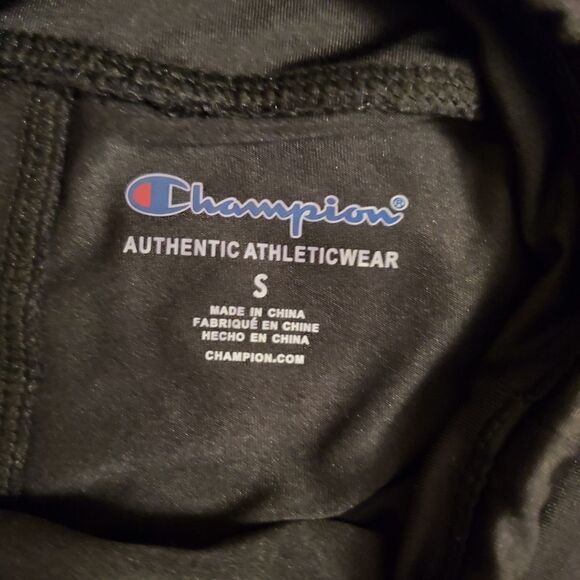 Champion®
AUTHENTIC ATHLETICWEAR
S
MADE IN CHINA
FABRIQUÉ EN CHINE
HECHO EN CHINA
CHAMPION.COM